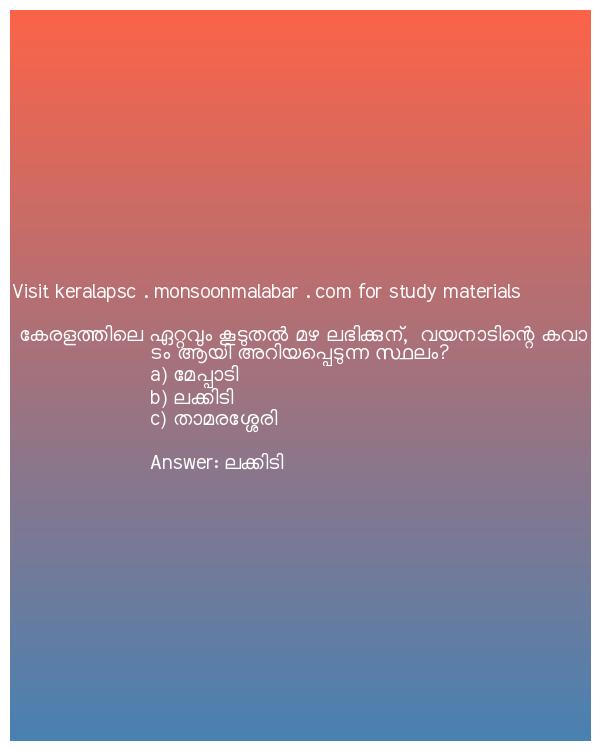 Visit keralapsc . monsoonmalabar . com for study materials
കേരളത്തിലെ ഏറ്റവും കൂടുതൽ മഴ ലഭിക്കുന്, വയനാടിന്റെ കവാ
ടം ആയി അറിയപ്പെടുന്ന സ്ഥലം?
a) മേപ്പാടി
b) ലക്കിടി
c) താമരശ്ശേരി
Answer: ലക്കിടി